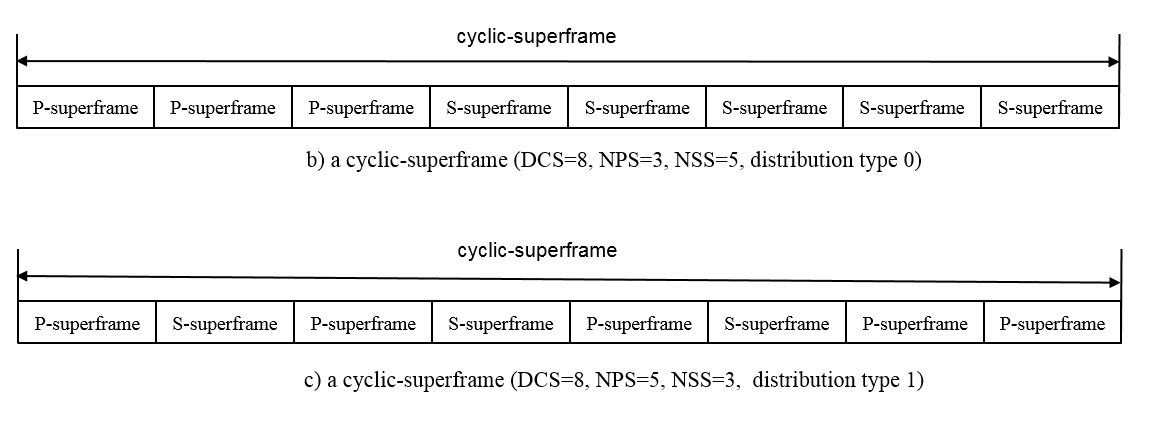 cyclic-superframe
P-superframe P-superframe P-superframe S-superframe S-superframe S-superframe S-superframe S-superframe
b) a cyclic-superframe (DCS=8, NPS=3, NSS=5, distribution type 0)
cyclic-superframe
P-superframe S-superframe P-superframe S-superframe P-superframe S-superframe P-superframe P-superframe
c) a cyclic-superframe (DCS=8, NPS=5, NSS=3, distribution type 1)